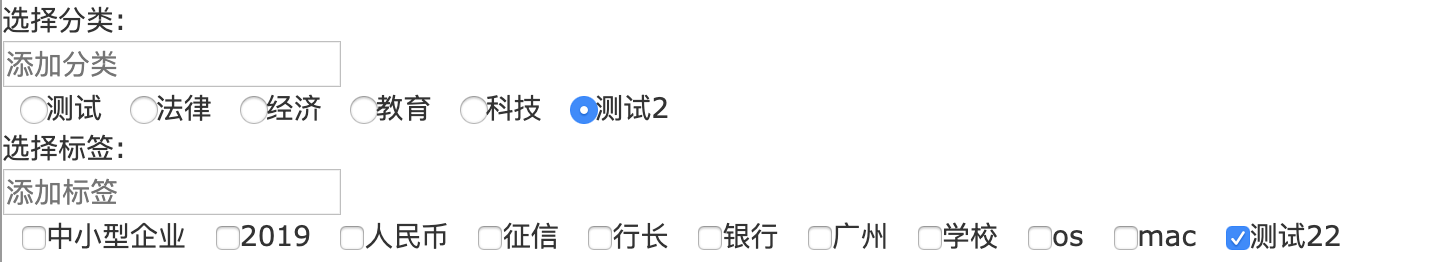 选择分类:
添加分类
测试 法律 经济 教育 科技 测试2
选择标签:
添加标签
中小型企业 2019 人民币 征信 行长 银行 广州 学校 os mac 测试22